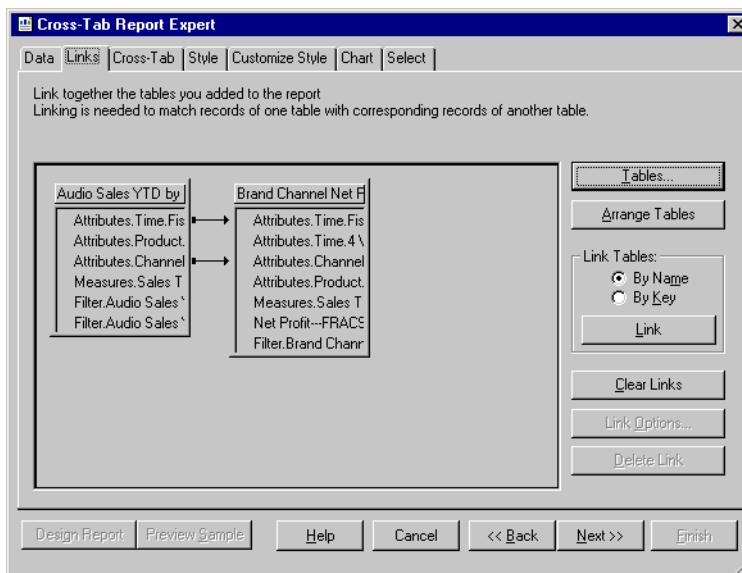 Cross-Tab Report Expert
Data Links Cross-Tab Style Customize Style Chart Select
Link together the tables you added to the report
Linking is needed to match records of one table with corresponding records of another table.
Audio Sales YTD by
Attributes.Time.Fis
Attributes.Product.
Attributes.Channel
Measures.Sales T
Filter.Audio Sales
Filter.Audio Sales
Brand Channel Net P
Attributes.Time.Fis
Attributes.Time.4
Attributes.Channel
Attributes.Product.
Measures.Sales T
Net Profit---FRACS
Filter.Brand Chann
Tables...
Arrange Tables
Link Tables:
By Name
By Key
Link
Clear Links
Link Options...
Delete Link
Design Report Preview Sample Help Cancel << Back Next >> Finish